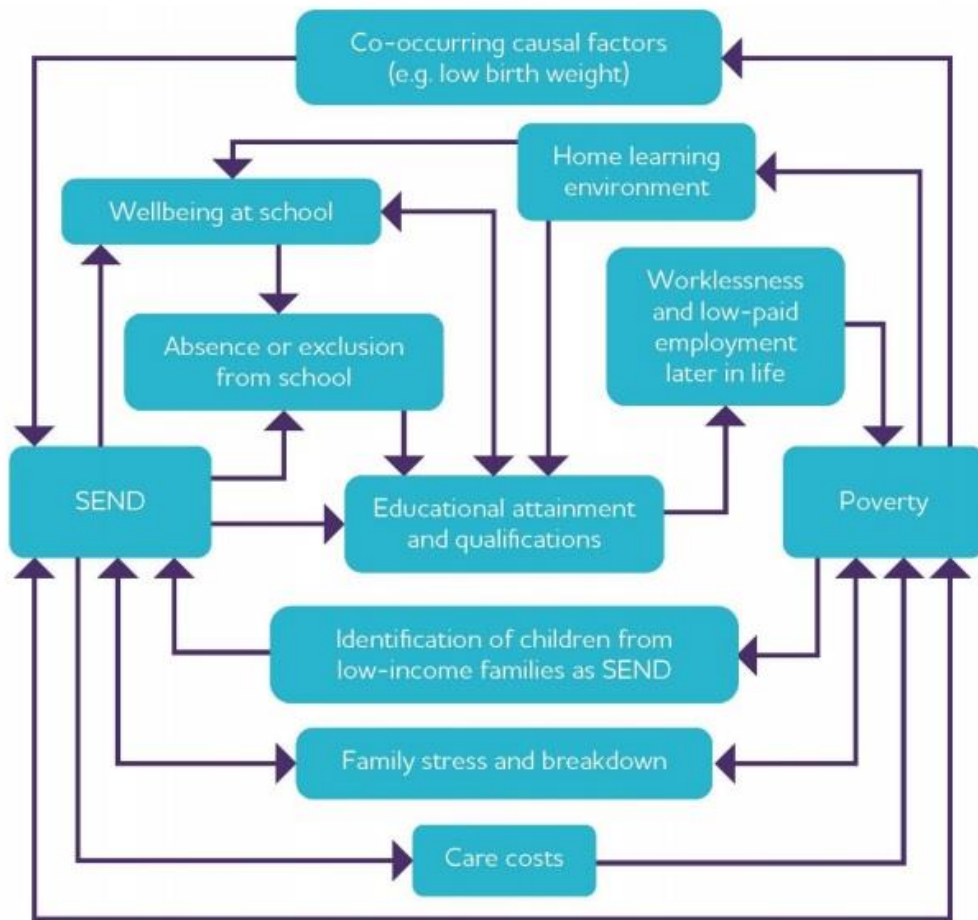 Co-occurring causal factors
(e.g. low birth weight)
Home learning
environment
Wellbeing at school
Worklessness
and low-paid
employment
later in life
Absence or exclusion
from school
SEND
Educational attainment
and qualifications
Poverty
Identification of children from
low-income families as SEND
Family stress and breakdown
Care costs